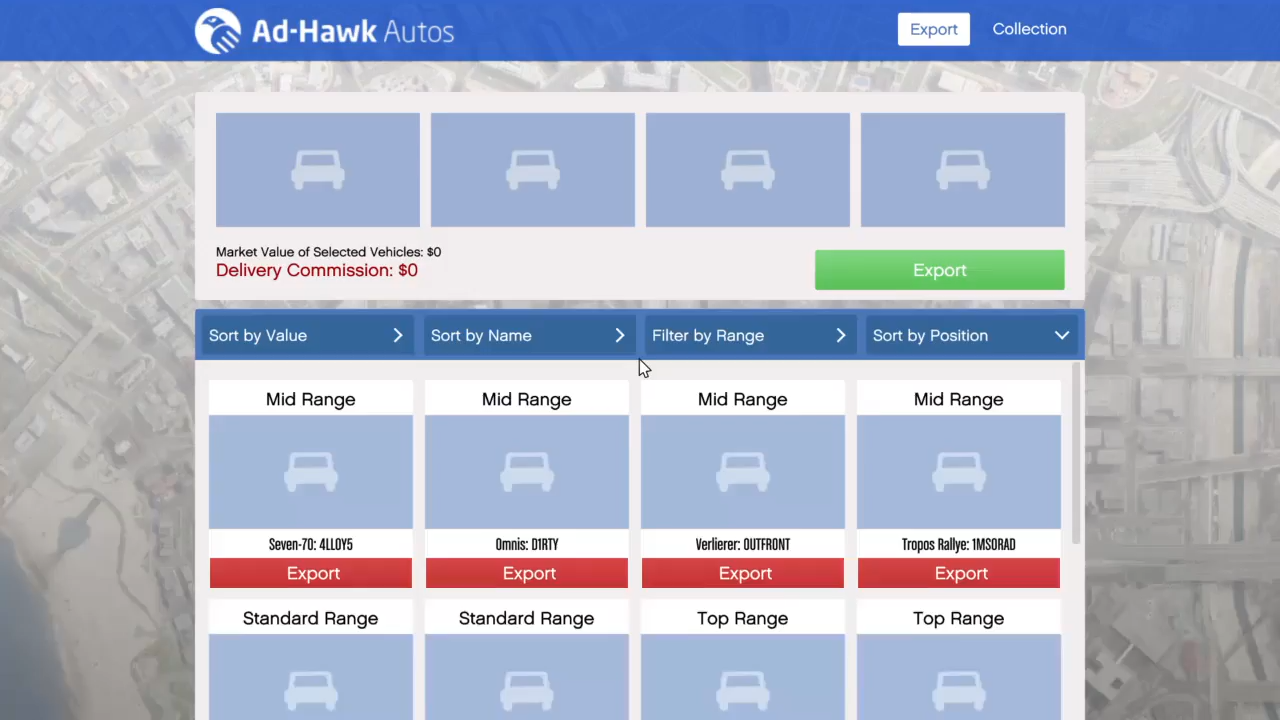 Ad-Hawk Autos
Export
Collection
Market Value of Selected Vehicles: $0
Delivery Commission: $0
Export
Sort by Value
Sort by Name
Filter by Range
Sort by Position
Mid Range
Mid Range
Mid Range
Mid Range
Seven-70: 4LLOY5
Omnis: D1RTY
Verlierer: OUTFRONT
Tropos Rallye: 1MSORAD
Export
Export
Export
Export
Standard Range
Standard Range
Top Range
Top Range